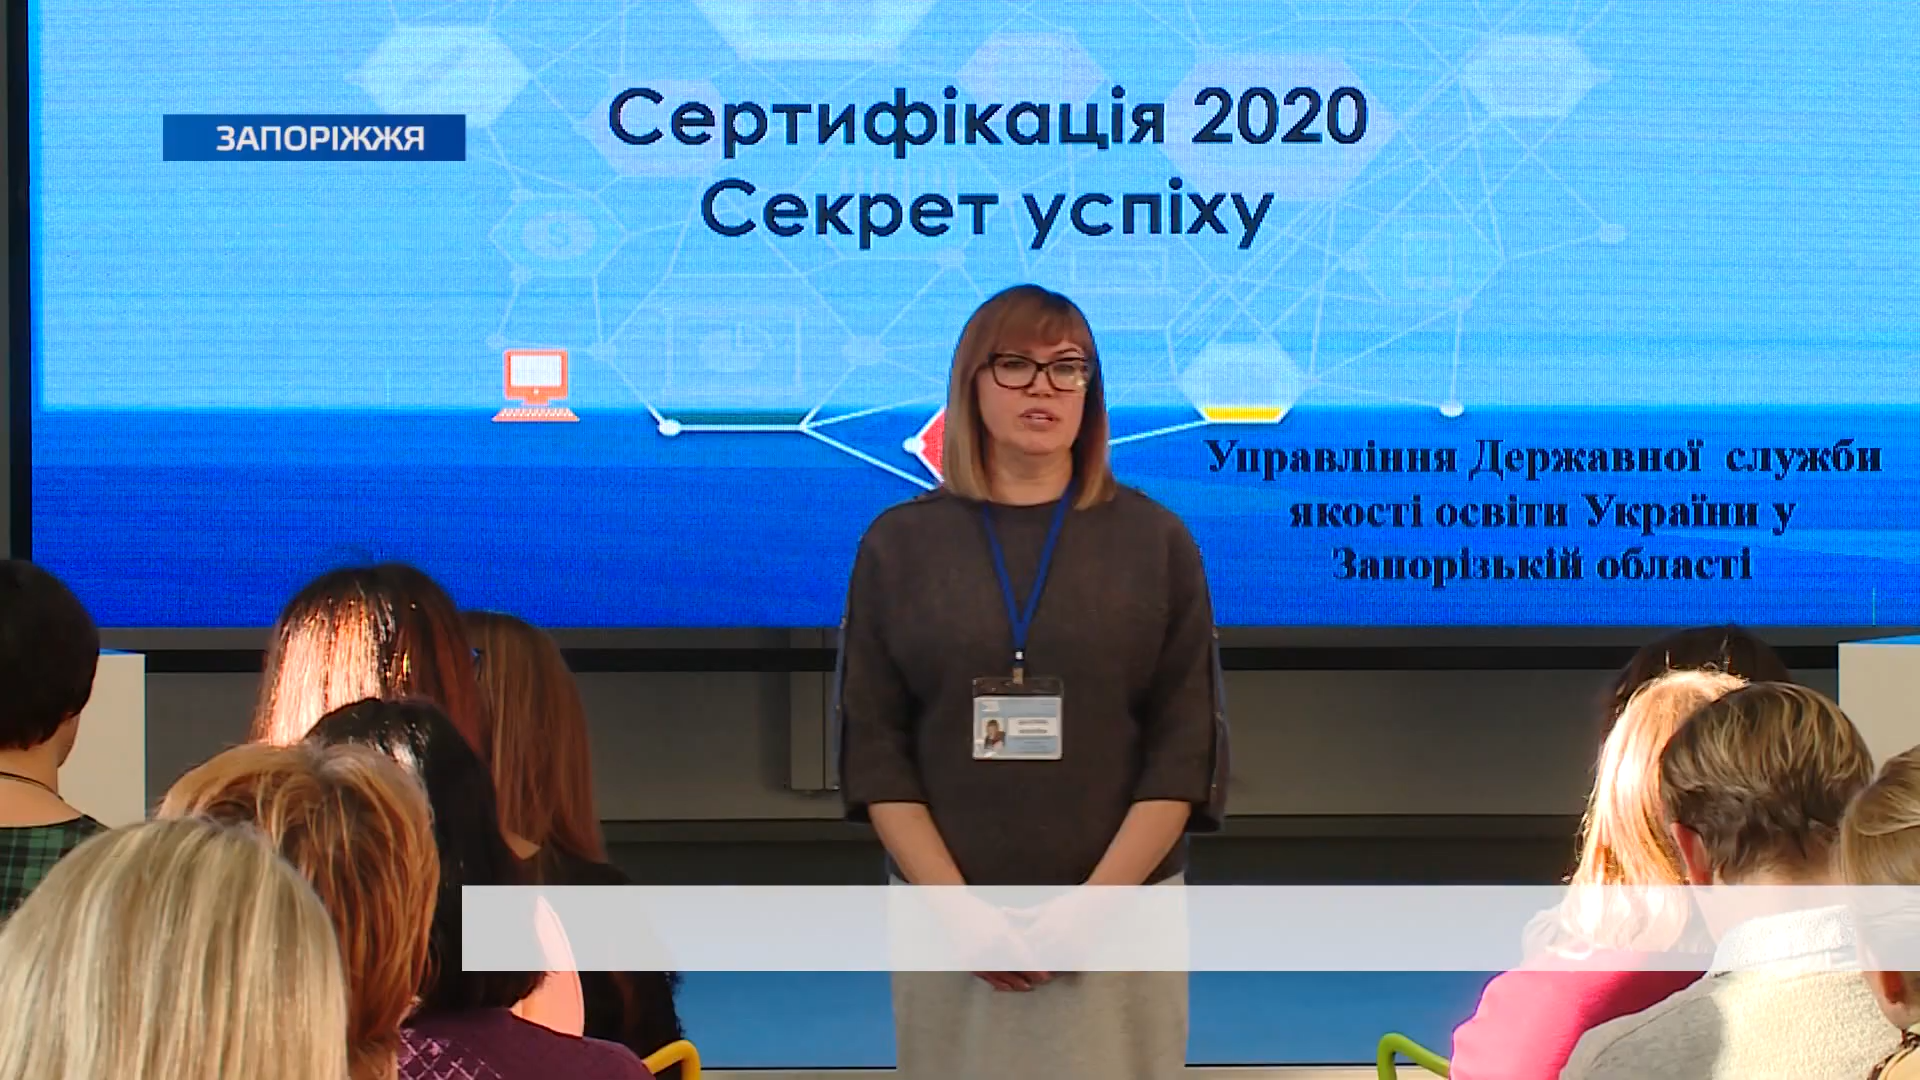 ЗАПОРІЖЖЯ
Сертифікація 2020
Секрет успіху
Управління Державної служби
якості освіти України у
Запорізькій області